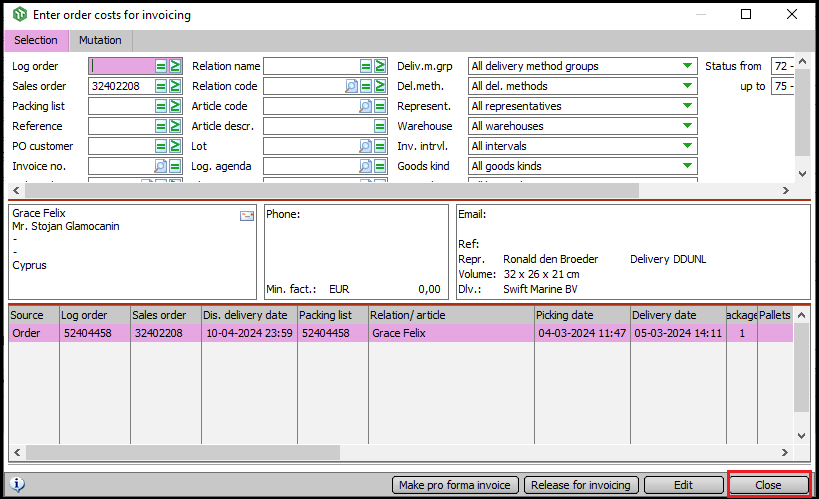 Enter order costs for invoicing
Selection Mutation
Log order Relation name Deliv.m.grp All delivery method groups Status from 72 -
Sales order 32402208 Relation code Del.meth. All del. methods up to 75 -
Packing list Article code Represent. All representatives
Reference Article descr. Warehouse All warehouses
PO customer Lot Inv. intrvl. All intervals
Invoice no. Log. agenda Goods kind All goods kinds
Grace Felix
Mr. Stojan Glamocanin
-
-
Cyprus
Phone:
Min. fact.: EUR 0,00
Email:
Ref:
Repr. Ronald den Broeder Delivery DDUNL
Volume: 32 x 26 x 21 cm
Dlv.: Swift Marine BV
Source Log order Sales order Dis. delivery date Packing list Relation/ article Picking date Delivery date ackage Pallets
Order 52404458 32402208 10-04-2024 23:59 52404458 Grace Felix 04-03-2024 11:47 05-03-2024 14:11 1
Make pro forma invoice Release for invoicing Edit Close